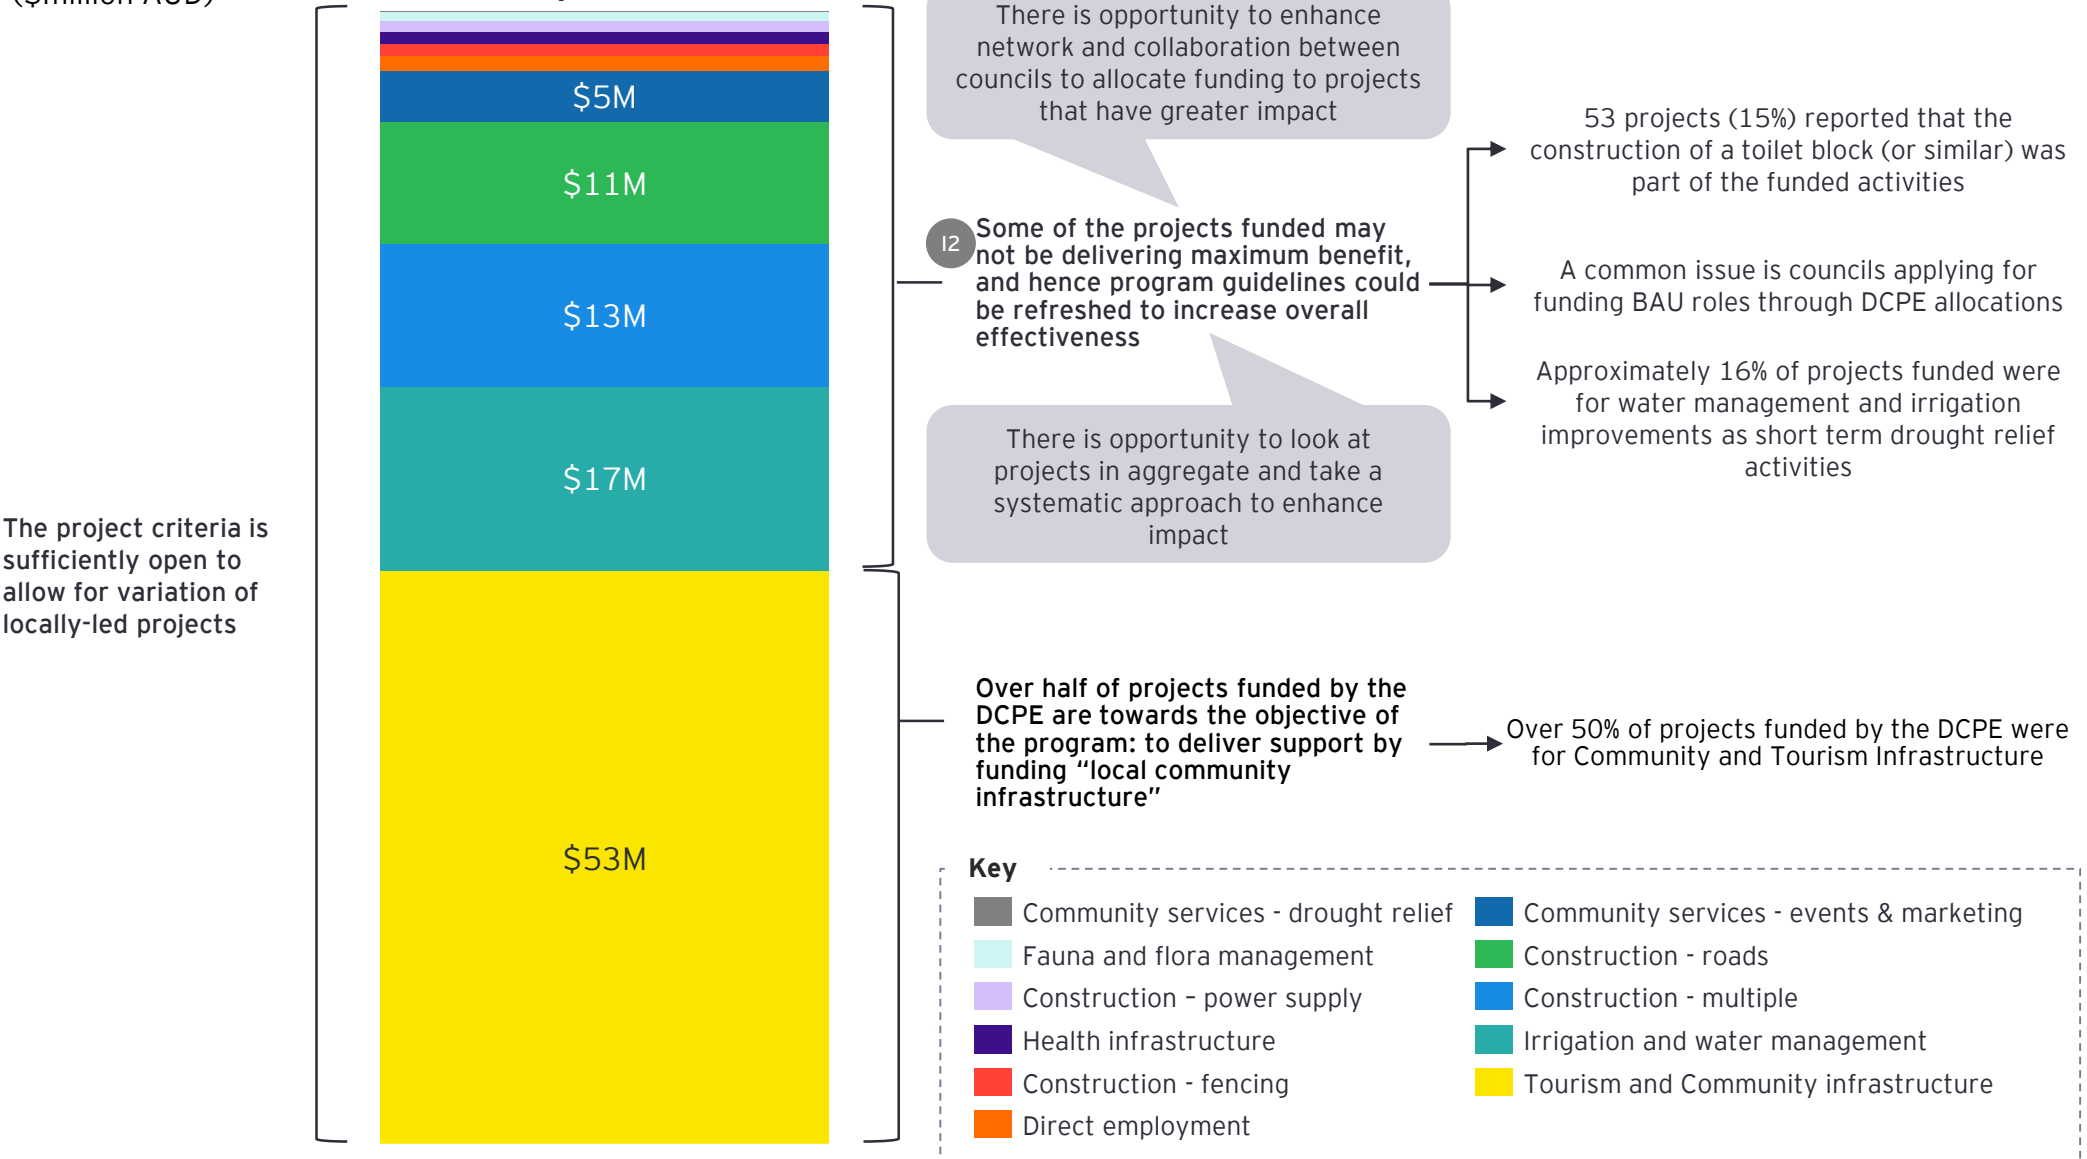 ($million AUD)
The project criteria is
sufficiently open to
allow for variation of
locally-led projects
$5M
$11M
$13M
$17M
$53M
There is opportunity to enhance
network and collaboration between
councils to allocate funding to projects
that have greater impact
I2
Some of the projects funded may
not be delivering maximum benefit,
and hence program guidelines could
be refreshed to increase overall
effectiveness
There is opportunity to look at
projects in aggregate and take a
systematic approach to enhance
impact
53 projects (15%) reported that the
construction of a toilet block (or similar) was
part of the funded activities
A common issue is councils applying for
funding BAU roles through DCPE allocations
Approximately 16% of projects funded were
for water management and irrigation
improvements as short term drought relief
activities
Over half of projects funded by the
DCPE are towards the objective of
the program: to deliver support by
funding “local community
infrastructure”
Over 50% of projects funded by the DCPE were
for Community and Tourism Infrastructure
Key
Community services - drought relief
Fauna and flora management
Construction – power supply
Health infrastructure
Construction - fencing
Direct employment
Community services - events & marketing
Construction - roads
Construction - multiple
Irrigation and water management
Tourism and Community infrastructure